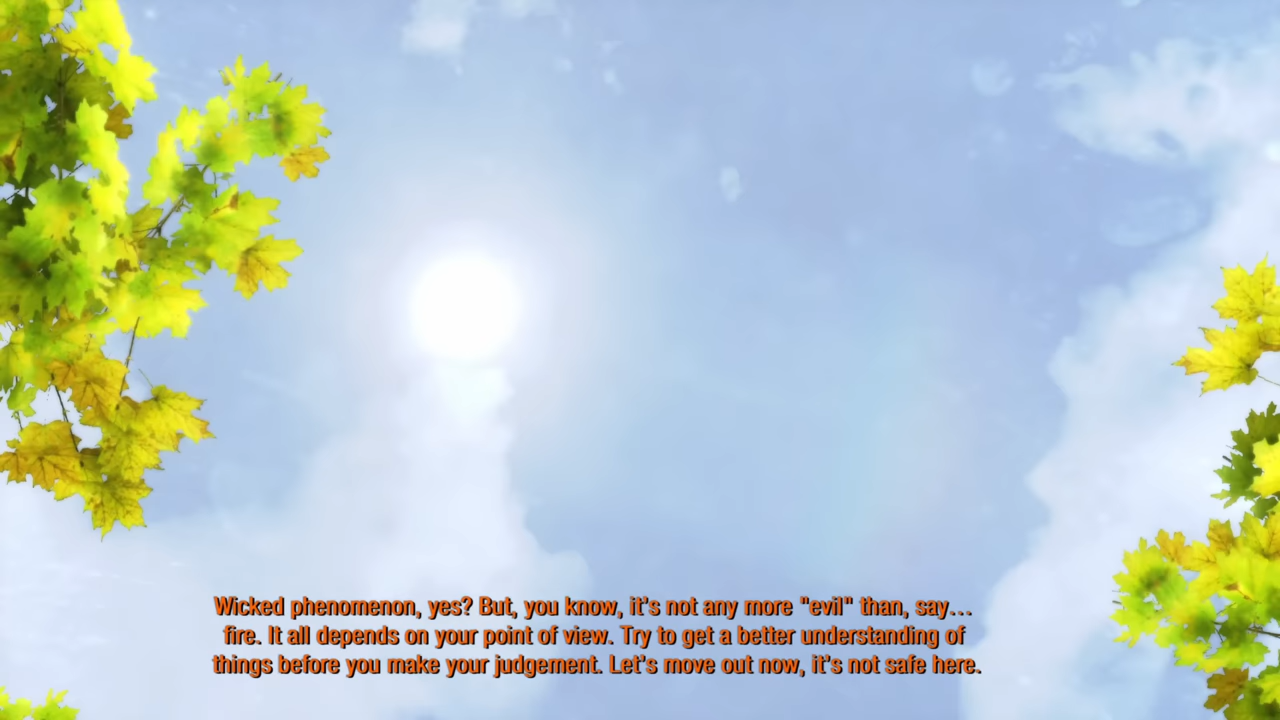 Wicked phenomenon, yes? But, you know, it's not any more "evil" than, say...
fire. It all depends on your point of view. Try to get a better understanding of
things before you make your judgement. Let's move out now, it's not safe here.